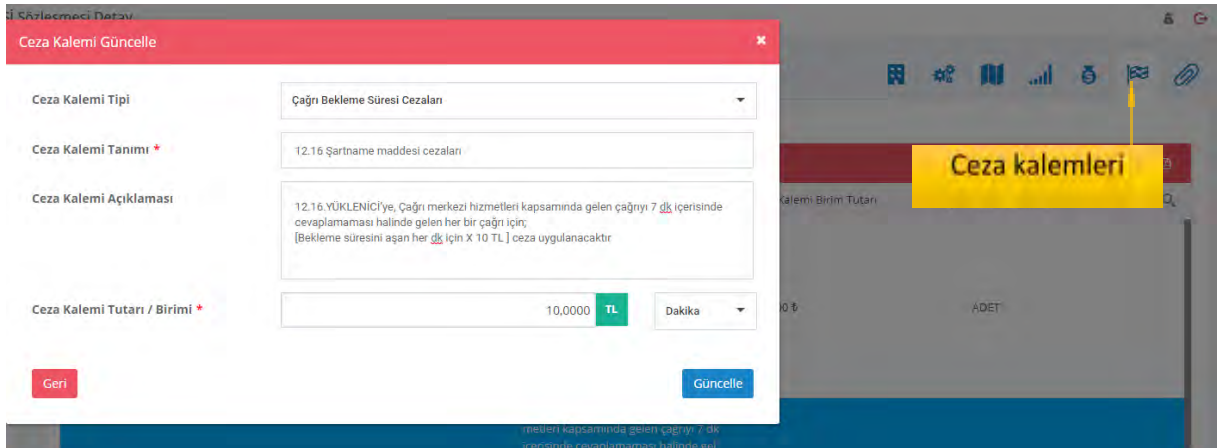 Sözleşmesi Detay
Ceza Kalemi Güncelle
×
Ceza Kalemi Tipi
Çağrı Bekleme Süresi Cezaları
Ceza Kalemi Tanımı *
12.16 Şartname maddesi cezaları
Ceza kalemleri
Ceza Kalemi Açıklaması
12.16.YÜKLENİCİ'ye, Çağrı merkezi hizmetleri kapsamında gelen çağrıyı 7 dk içerisinde
cevaplamaması halinde gelen her bir çağrı için;
[Bekleme süresini aşan her dk için X 10 TL ] ceza uygulanacaktır
Kalemi Birim Tutarı
Ceza Kalemi Tutarı / Birimi *
10,0000 TL
Dakika
ADET
Geri
Güncelle
metleri kapsamında gelen çağrıyı 7 dk
içerisinde cevaplamaması halinde gel